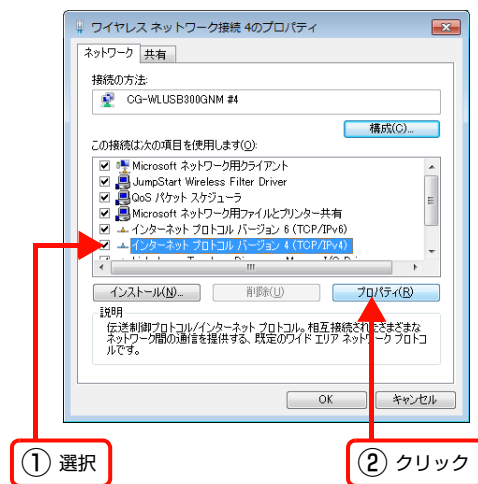 ワイヤレス ネットワーク接続 4のプロパティ
ネットワーク 共有
接続の方法:
CG-WLUSB300GNM #4
構成(C)...
この接続は次の項目を使用します(O):
Microsoft ネットワーク用クライアント
JumpStart Wireless Filter Driver
QoS パケット スケジューラ
Microsoft ネットワーク用ファイルとプリンター共有
インターネット プロトコル バージョン 6 (TCP/IPv6)
インターネット プロトコル バージョン 4 (TCP/IPv4)
インストール(N)... 削除(U) プロパティ(R)
説明
伝送制御プロトコル/インターネット プロトコル。相互接続されたさまざまな
ネットワーク間の通信を提供する、既定のワイド エリア ネットワーク プロトコ
ルです。
OK キャンセル
① 選択 ② クリック